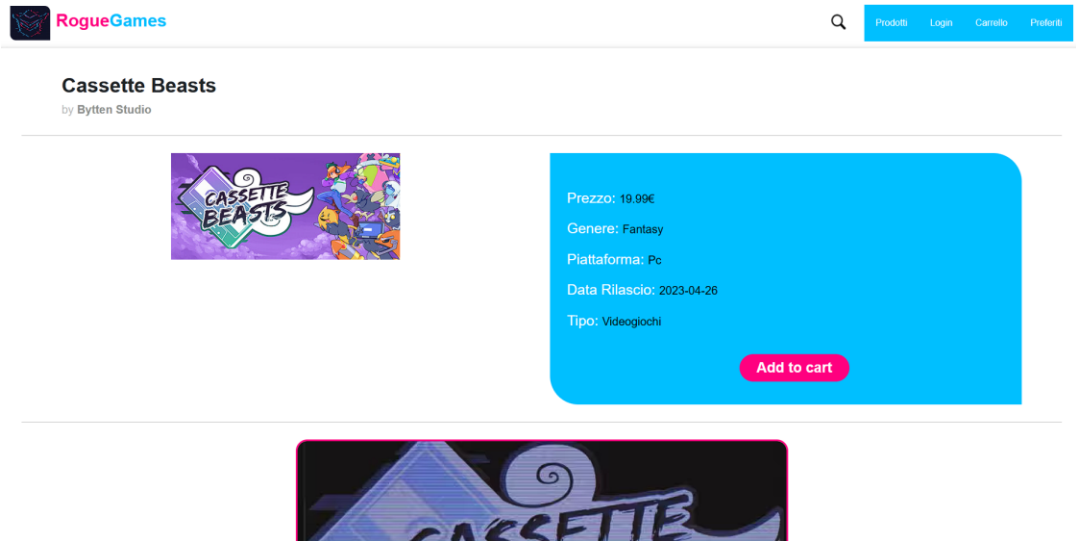 RogueGames
Prodotti Login Carrello Preferiti
Cassette Beasts
by Bytten Studio
CASSETTE
BEASTS
Prezzo: 19.99€
Genere: Fantasy
Piattaforma: Pc
Data Rilascio: 2023-04-26
Tipo: Videogiochi
Add to cart
CASSETTE